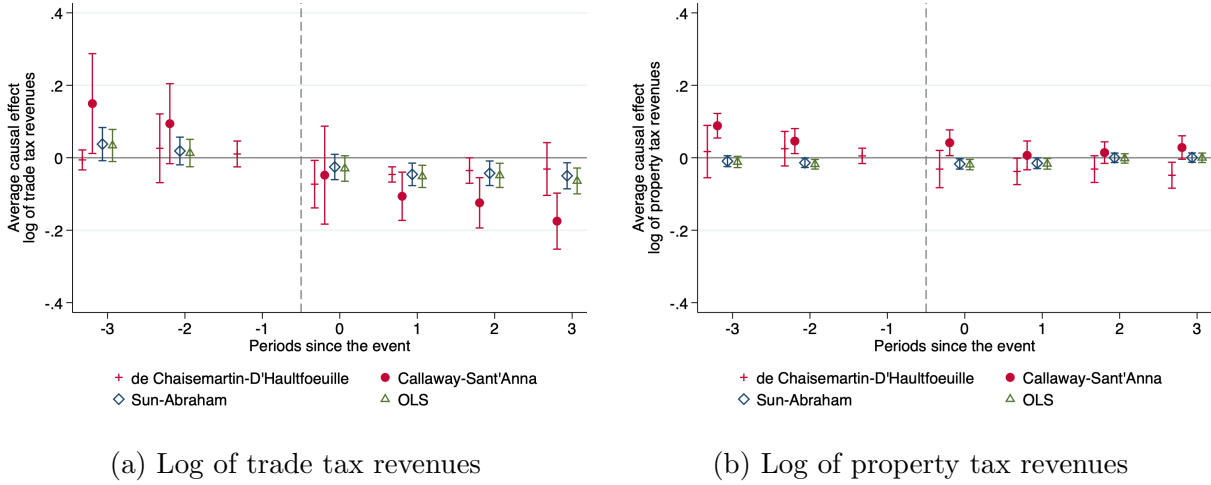 Average causal effect
log of trade tax revenues
.4
.2
0
-.2
-.4
-3
-2
-1
0
1
2
3
Periods since the event
de Chaisemartin-D'Haultfoeuille
Callaway-Sant'Anna
Sun-Abraham
OLS
(a) Log of trade tax revenues
Average causal effect
log of property tax revenues
.4
.2
0
-.2
-.4
-3
-2
-1
0
1
2
3
Periods since the event
de Chaisemartin-D'Haultfoeuille
Callaway-Sant'Anna
Sun-Abraham
OLS
(b) Log of property tax revenues